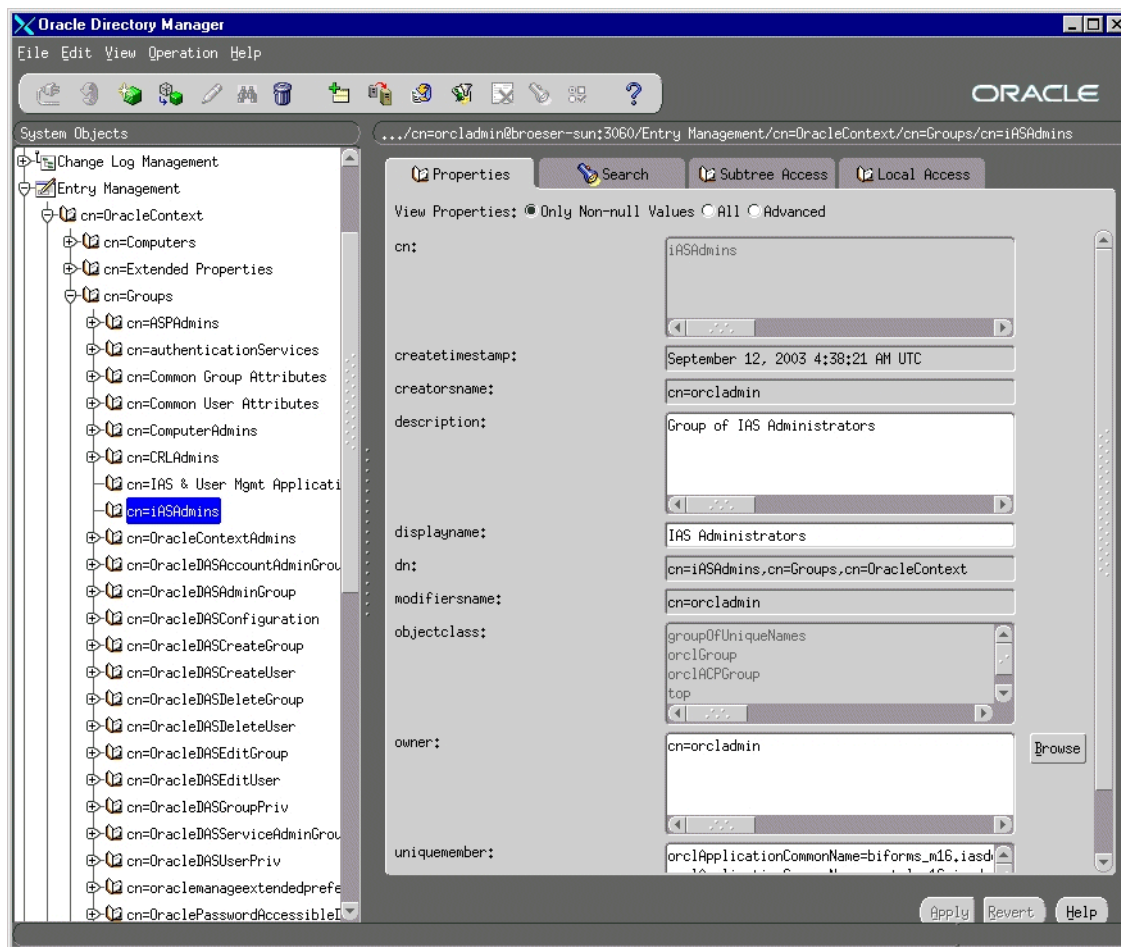 Oracle Directory Manager
File Edit View Operation Help
ORACLE
System Objects
.../cn=orcladmin@broeser-sun:3060/Entry Management/cn=OracleContext/cn=Groups/cn=iASAdmins
Change Log Management
Entry Management
cn=OracleContext
cn=Computers
cn=Extended Properties
cn=Groups
cn=ASPAdmins
cn=authenticationServices
cn=Common Group Attributes
cn=Common User Attributes
cn=ComputerAdmins
cn=CRLAdmins
cn=IAS & User Mgmt Applicati
cn=iASAdmins
cn=OracleContextAdmins
cn=OracleDASAccountAdminGrou
cn=OracleDASAdminGroup
cn=OracleDASConfiguration
cn=OracleDASCreateGroup
cn=OracleDASCreateUser
cn=OracleDASDeleteGroup
cn=OracleDASDeleteUser
cn=OracleDASEditGroup
cn=OracleDASEditUser
cn=OracleDASGroupPriv
cn=OracleDASServiceAdminGrou
cn=OracleDASUserPriv
cn=oraclemanageextendedprefe
cn=OraclePasswordAccessibleI
Properties Search Subtree Access Local Access
View Properties: Only Non-null Values All Advanced
cn: iASAdmins
createtimestamp: September 12, 2003 4:38:21 AM UTC
creatorsname: cn=orcladmin
description: Group of IAS Administrators
displayname: IAS Administrators
dn: cn=iASAdmins,cn=Groups,cn=OracleContext
modifiersname: cn=orcladmin
objectclass: groupOfUniqueNames
orclGroup
orclACPGroup
top
owner: cn=orcladmin
Browse
uniquemember: orclApplicationCommonName=biforms_m16.iasd
Apply Revert Help